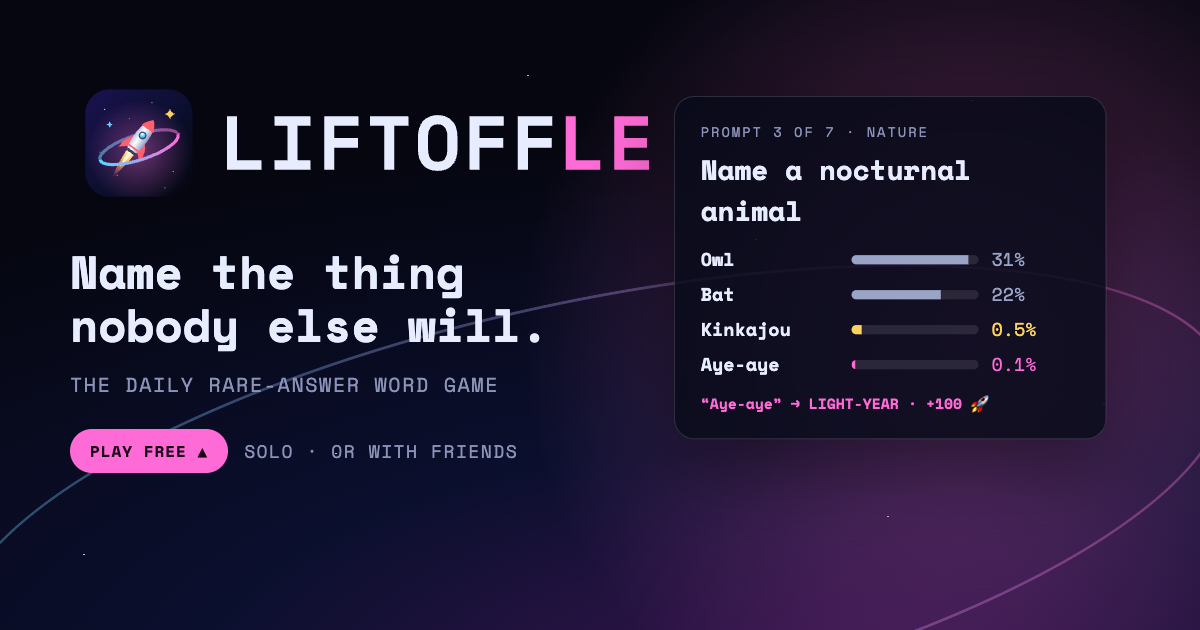 LIFTOFFLE
Name the thing
nobody else will.
THE DAILY RARE-ANSWER WORD GAME
PLAY FREE ▲
SOLO · OR WITH FRIENDS
PROMPT 3 OF 7 · NATURE
Name a nocturnal
animal
Owl 31%
Bat 22%
Kinkajou 0.5%
Aye-aye 0.1%
“Aye-aye” → LIGHT-YEAR · +100 🚀